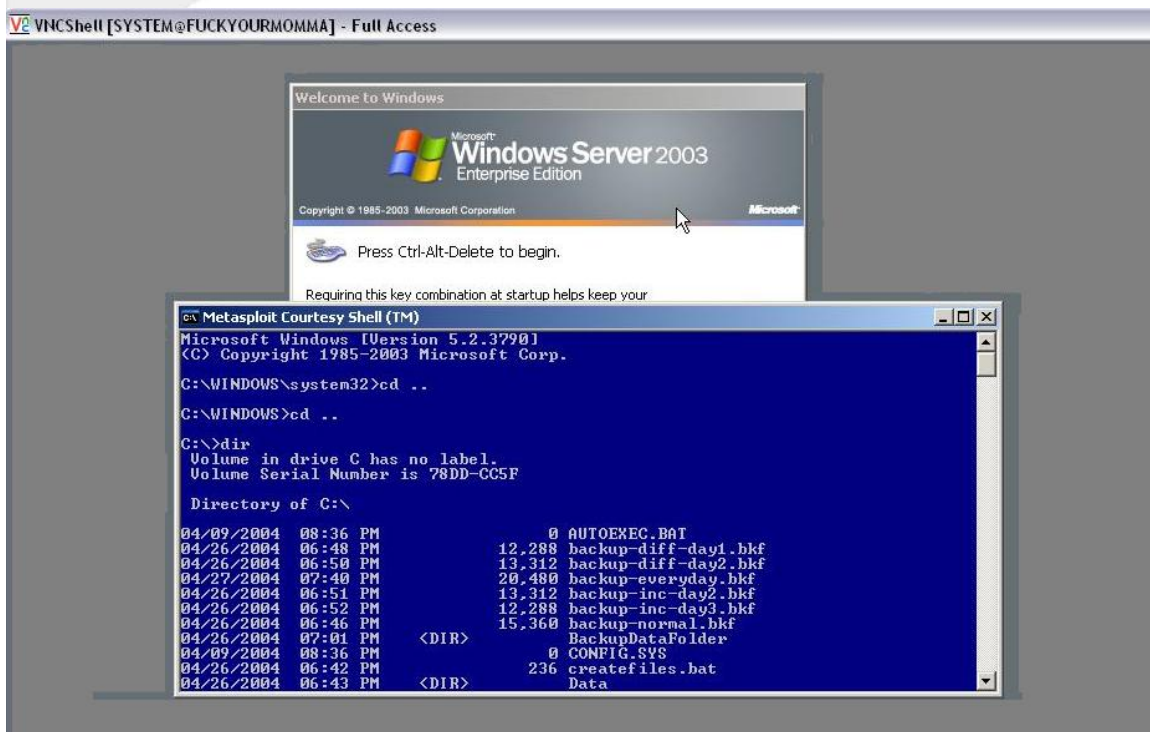 VNCShell [SYSTEM@FUCKYOURMOMMA] - Full Access
Welcome to Windows
Microsoft
Windows Server 2003
Enterprise Edition
Copyright © 1985-2003 Microsoft Corporation
Microsoft
Press Ctrl-Alt-Delete to begin.
Requiring this key combination at startup helps keep your
Metasploit Courtesy Shell (TM)
Microsoft Windows [Version 5.2.3790]
(C) Copyright 1985-2003 Microsoft Corp.
C:\WINDOWS\system32>cd ..
C:\WINDOWS>cd ..
C:\>dir
Volume in drive C has no label.
Volume Serial Number is 78DD-CC5F
Directory of C:\
04/09/2004 08:36 PM 0 AUTOEXEC.BAT
04/26/2004 06:48 PM 12,288 backup-diff-day1.bkf
04/26/2004 06:50 PM 13,312 backup-diff-day2.bkf
04/27/2004 07:40 PM 20,480 backup-everyday.bkf
04/26/2004 06:51 PM 13,312 backup-inc-day2.bkf
04/26/2004 06:52 PM 12,288 backup-inc-day3.bkf
04/26/2004 06:46 PM 15,360 backup-normal.bkf
04/26/2004 07:01 PM <DIR> BackupDataFolder
04/09/2004 08:36 PM 0 CONFIG.SYS
04/26/2004 06:42 PM 236 createfiles.bat
04/26/2004 06:43 PM <DIR> Data